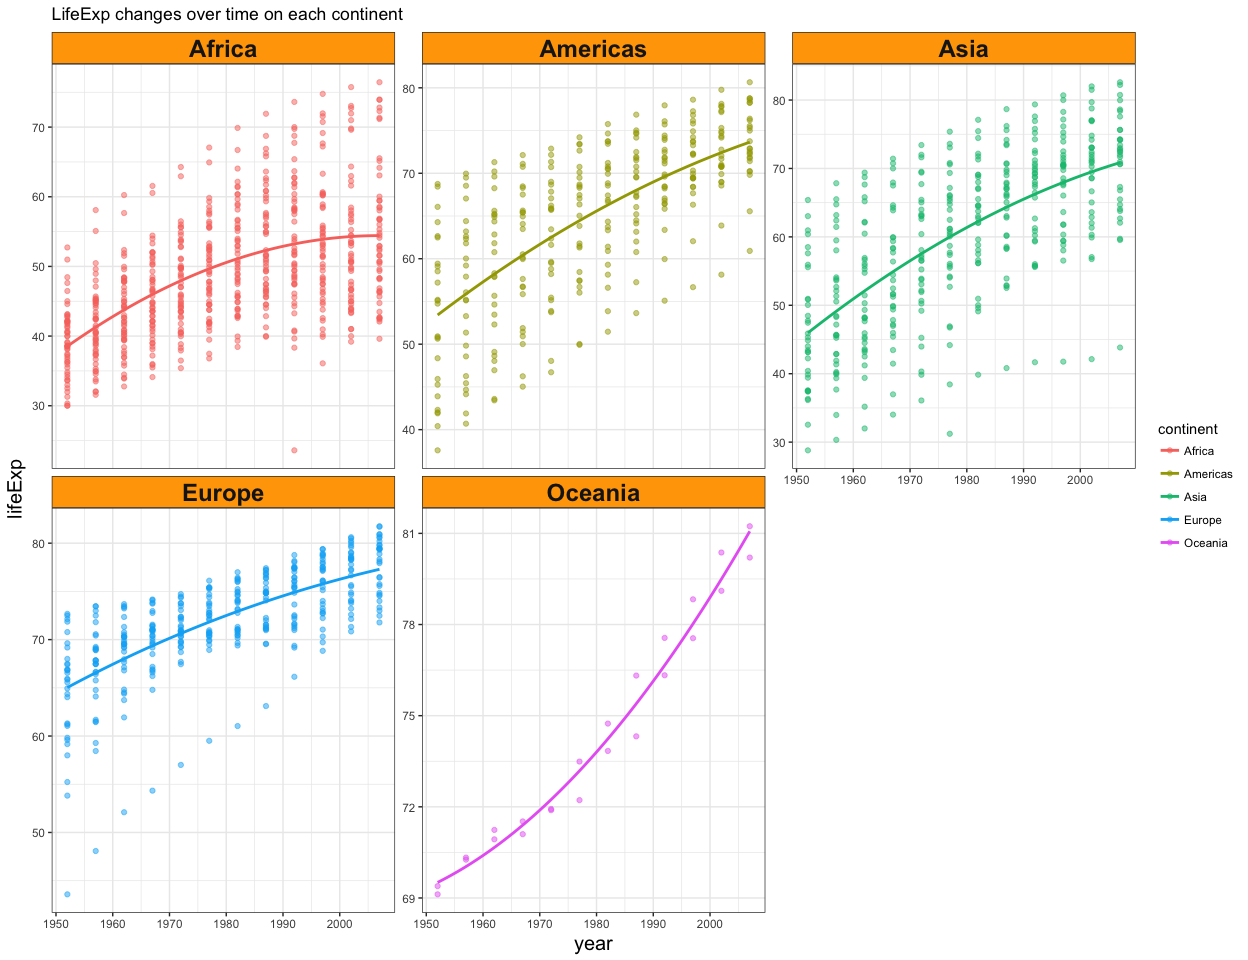 LifeExp changes over time on each continent
Africa
Americas
Asia
70
60
50
40
30
80
70
60
50
40
80
70
60
50
40
30
1950 1960 1970 1980 1990 2000
lifeExp
continent
Africa
Americas
Asia
Europe
Oceania
Europe
Oceania
80
70
60
50
81
78
75
72
69
1950 1960 1970 1980 1990 2000
1950 1960 1970 1980 1990 2000
year